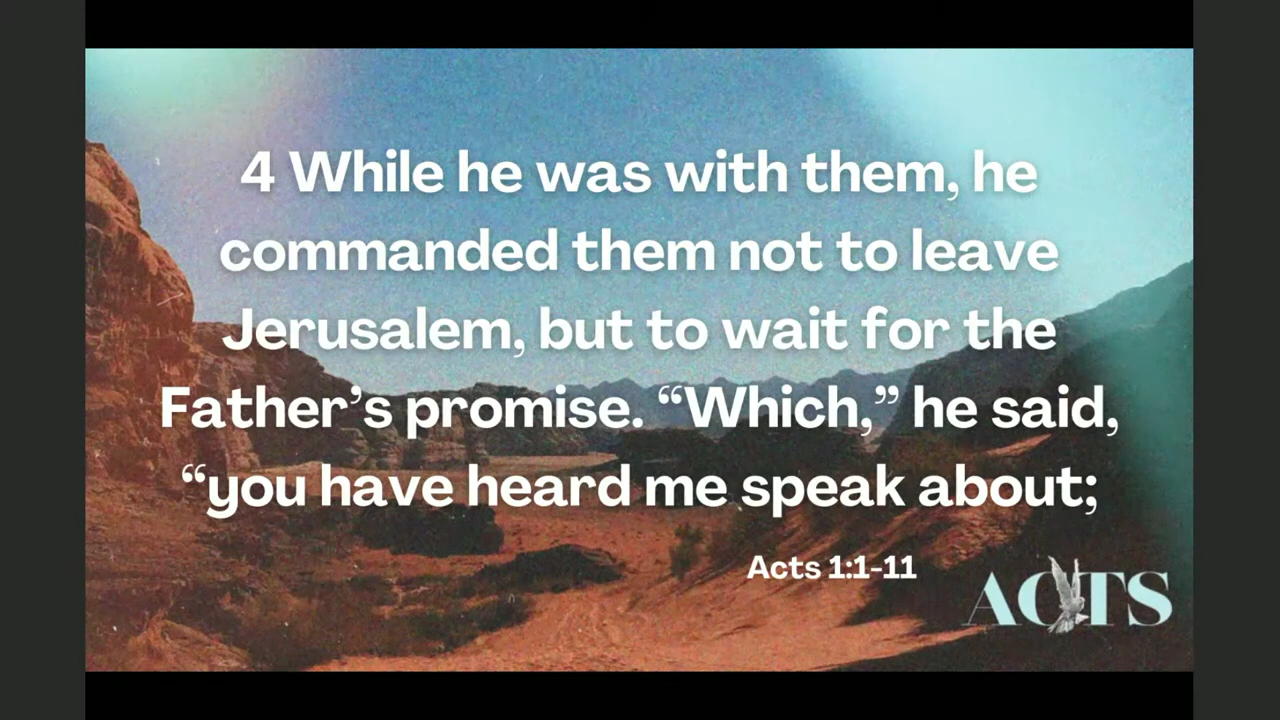 4 While he was with them, he
commanded them not to leave
Jerusalem, but to wait for the
Father’s promise. “Which,” he said,
“you have heard me speak about;
Acts 1:1-11
ACTS